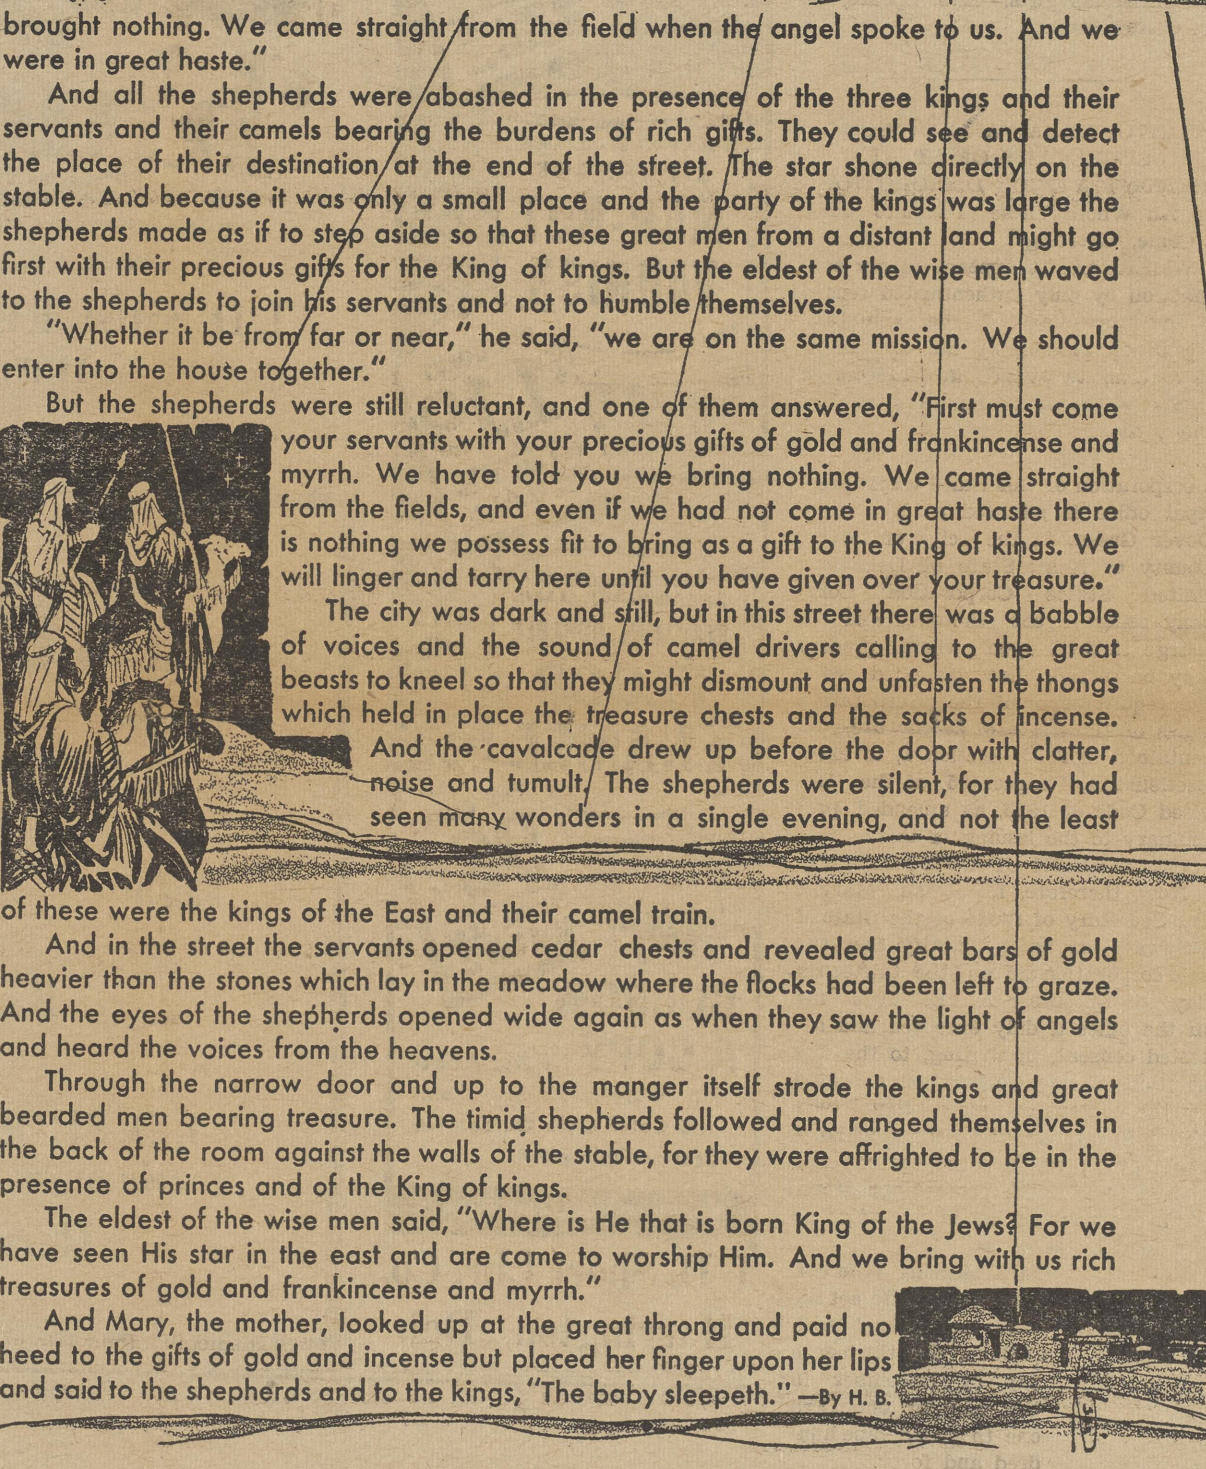 brought nothing. We came straight from the field when the angel spoke to us. And we
were in great haste."
And all the shepherds were abashed in the presence of the three kings and their
servants and their camels bearing the burdens of rich gifts. They could see and detect
the place of their destination at the end of the street. The star shone directly on the
stable. And because it was only a small place and the party of the kings was large the
shepherds made as if to step aside so that these great men from a distant land might go
first with their precious gifts for the King of kings. But the eldest of the wise men waved
to the shepherds to join his servants and not to humble themselves.
"Whether it be from far or near," he said, "we are on the same mission. We should
enter into the house together."
But the shepherds were still reluctant, and one of them answered, "First must come
your servants with your precious gifts of gold and frankincense and
myrrh. We have told you we bring nothing. We came straight
from the fields, and even if we had not come in great haste there
is nothing we possess fit to bring as a gift to the King of kings. We
will linger and tarry here until you have given over your treasure."
The city was dark and still, but in this street there was a babble
of voices and the sound of camel drivers calling to the great
beasts to kneel so that they might dismount and unfasten the thongs
which held in place the treasure chests and the sacks of incense.
And the cavalcade drew up before the door with clatter,
noise and tumult. The shepherds were silent, for they had
seen many wonders in a single evening, and not the least
of these were the kings of the East and their camel train.
And in the street the servants opened cedar chests and revealed great bars of gold
heavier than the stones which lay in the meadow where the flocks had been left to graze.
And the eyes of the shepherds opened wide again as when they saw the light of angels
and heard the voices from the heavens.
Through the narrow door and up to the manger itself strode the kings and great
bearded men bearing treasure. The timid shepherds followed and ranged themselves in
the back of the room against the walls of the stable, for they were affrighted to be in the
presence of princes and of the King of kings.
The eldest of the wise men said, "Where is He that is born King of the Jews? For we
have seen His star in the east and are come to worship Him. And we bring with us rich
treasures of gold and frankincense and myrrh."
And Mary, the mother, looked up at the great throng and paid no
heed to the gifts of gold and incense but placed her finger upon her lips
and said to the shepherds and to the kings, "The baby sleepeth." —By H. B.